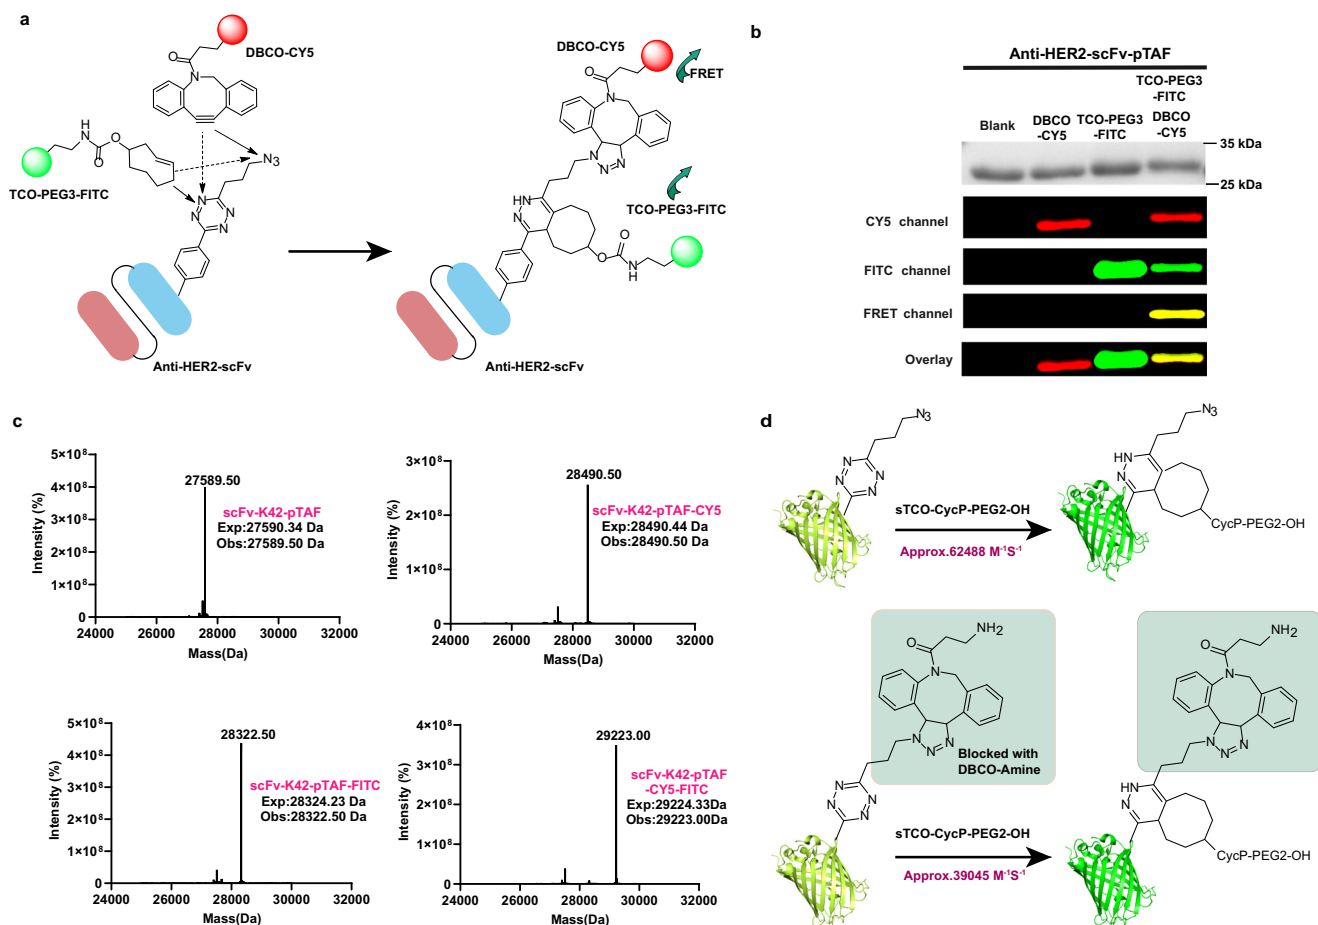 a
DBCO-CY5
O
N
N3
H
N
O
O
TCO-PEG3-FITC
N
N
N
N
Anti-HER2-scFv
DBCO-CY5
FRET
O
N
N
N
N
TCO-PEG3-FITC
HN
N
O
O
N
H
Anti-HER2-scFv
b
Anti-HER2-scFv-pTAF
TCO-PEG3
-FITC
Blank
DBCO
-CY5
TCO-PEG3
-FITC
DBCO
-CY5
35 kDa
25 kDa
CY5 channel
FITC channel
FRET channel
Overlay
c
5×10⁸
4×10⁸
3×10⁸
2×10⁸
1×10⁸
0
Intensity (%)
27589.50
scFv-K42-pTAF
Exp:27590.34 Da
Obs:27589.50 Da
24000 26000 28000 30000 32000
Mass(Da)
3×10⁸
2×10⁸
1×10⁸
0
Intensity (%)
28490.50
scFv-K42-pTAF-CY5
Exp:28490.44 Da
Obs:28490.50 Da
24000 26000 28000 30000 32000
Mass(Da)
5×10⁸
4×10⁸
3×10⁸
2×10⁸
1×10⁸
0
Intensity (%)
28322.50
scFv-K42-pTAF-FITC
Exp:28324.23 Da
Obs:28322.50 Da
24000 26000 28000 30000 32000
Mass(Da)
4×10⁸
3×10⁸
2×10⁸
1×10⁸
0
Intensity (%)
29223.00
scFv-K42-pTAF
-CY5-FITC
Exp:29224.33Da
Obs:29223.00Da
24000 26000 28000 30000 32000
Mass(Da)
d
N3
N
N
N
N
sTCO-CycP-PEG2-OH
Approx.62488 M⁻¹S⁻¹
N3
HN
N
CycP-PEG2-OH
NH2
O
N
N
N
N
Blocked with
DBCO-Amine
N
N
N
N
sTCO-CycP-PEG2-OH
Approx.39045 M⁻¹S⁻¹
NH2
O
N
N
N
N
HN
N
CycP-PEG2-OH